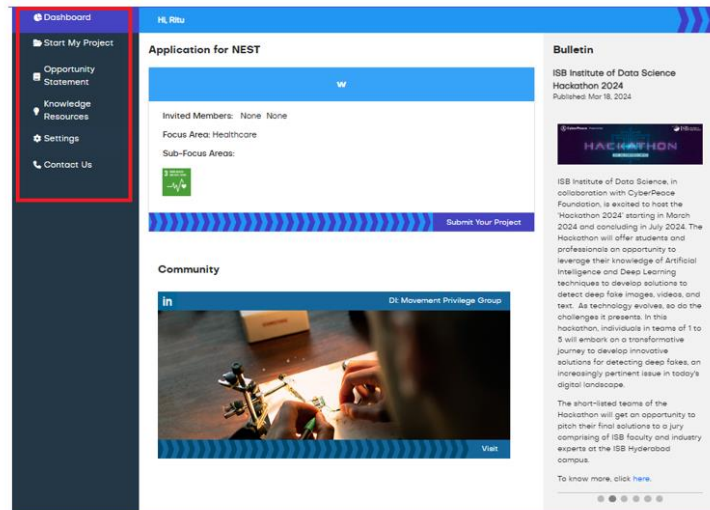 Dashboard
Start My Project
Opportunity
Statement
Knowledge
Resources
Settings
Contact Us
Hi, Ritu
Application for NEST
w
Invited Members: None None
Focus Area: Healthcare
Sub-Focus Areas:
3
Submit Your Project
Community
in
DI: Movement Privilege Group
Visit
Bulletin
ISB Institute of Data Science
Hackathon 2024
Published: Mar 18, 2024
CyberPeace
HACKATHON
ISB Institute of Data Science, in
collaboration with CyberPeace
Foundation, is excited to host the
'Hackathon 2024' starting in March
2024 and concluding in July 2024. The
Hackathon will offer students and
professionals an opportunity to
leverage their knowledge of Artificial
Intelligence and Deep Learning
techniques to develop solutions to
detect deep fake images, videos, and
text. As technology evolves, so do the
challenges it presents. In this
hackathon, individuals in teams of 1 to
5 will embark on a transformative
journey to develop innovative
solutions for detecting deep fakes, an
increasingly pertinent issue in today's
digital landscape.
The short-listed teams of the
Hackathon will get an opportunity to
pitch their final solutions to a jury
comprising of ISB faculty and industry
experts at the ISB Hyderabad
campus.
To know more, click here.